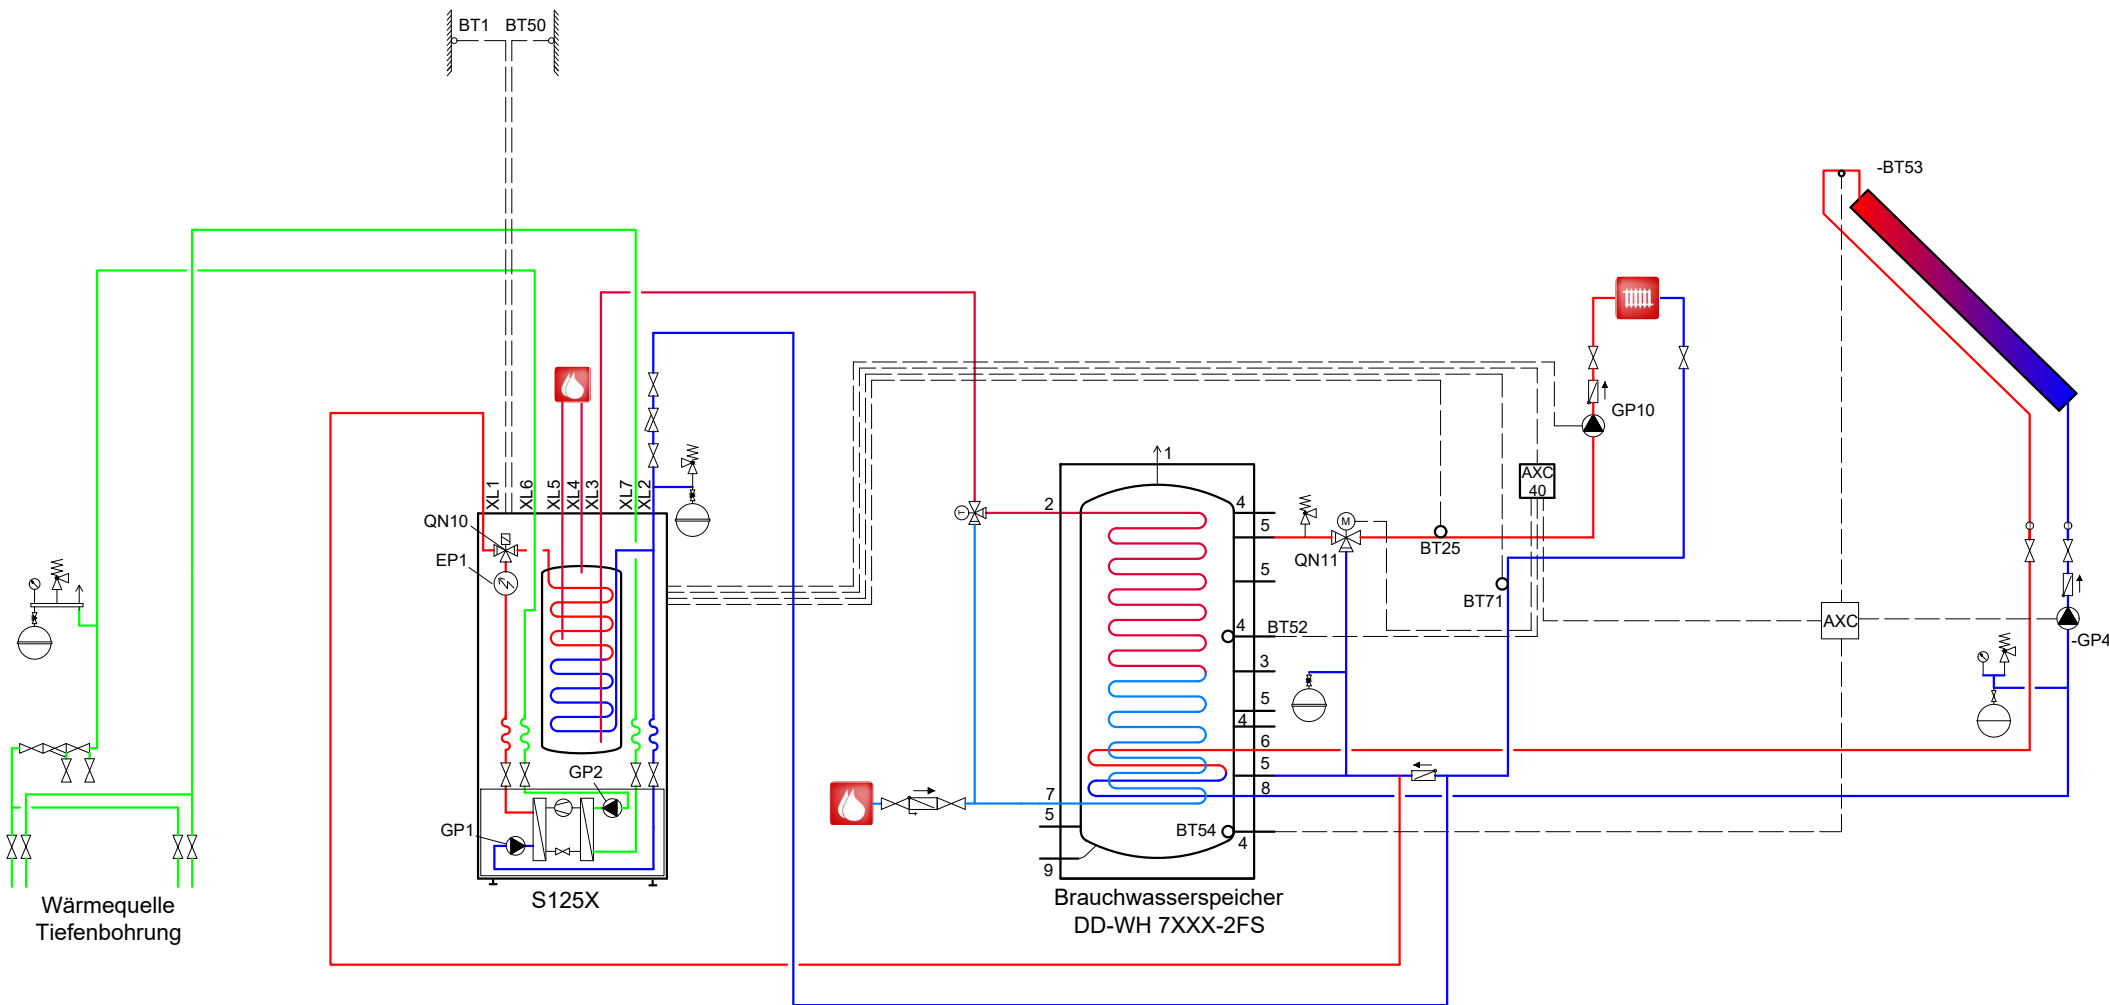 BT1 BT50
-BT53
GP10
XL1
XL6
XL5
XL4
XL3
XL7
XL2
1
AXC
40
QN10
2
4
5
M
T
BT25
QN11
EP1
5
BT71
4
BT52
AXC
-GP4
3
5
4
6
GP2
5
7
8
5
GP1
BT54
4
9
S125X
Brauchwasserspeicher
DD-WH 7XXX-2FS
Wärmequelle
Tiefenbohrung